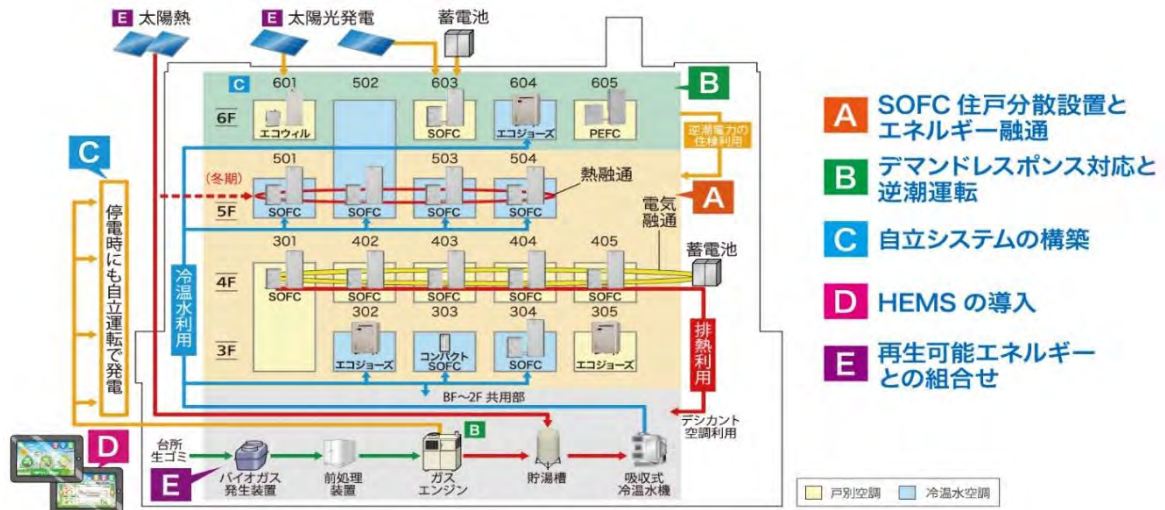 E 太陽熱
E 太陽光発電
蓄電池
C
601
502
603
604
605
B
6F
エコウィル
SOFC
エコジョーズ
PEFC
逆潮電力の
住棟利用
A SOFC 住戸分散設置と
エネルギー融通
B デマンドレスポンス対応と
逆潮運転
C 自立システムの構築
D HEMS の導入
E 再生可能エネルギー
との組合せ
C
停電時にも自立運転で発電
(冬期)
501
503
504
熱融通
5F
SOFC
SOFC
SOFC
SOFC
A
電気
融通
蓄電池
冷温水利用
301
402
403
404
405
4F
SOFC
SOFC
SOFC
SOFC
SOFC
302
303
304
305
排熱利用
3F
エコジョーズ
コンパクト
SOFC
SOFC
エコジョーズ
BF~2F 共用部
デシカント
空調利用
D
台所
生ゴミ
E
バイオガス
発生装置
前処理
装置
B
ガス
エンジン
貯湯槽
吸収式
冷温水機
戸別空調
冷温水空調